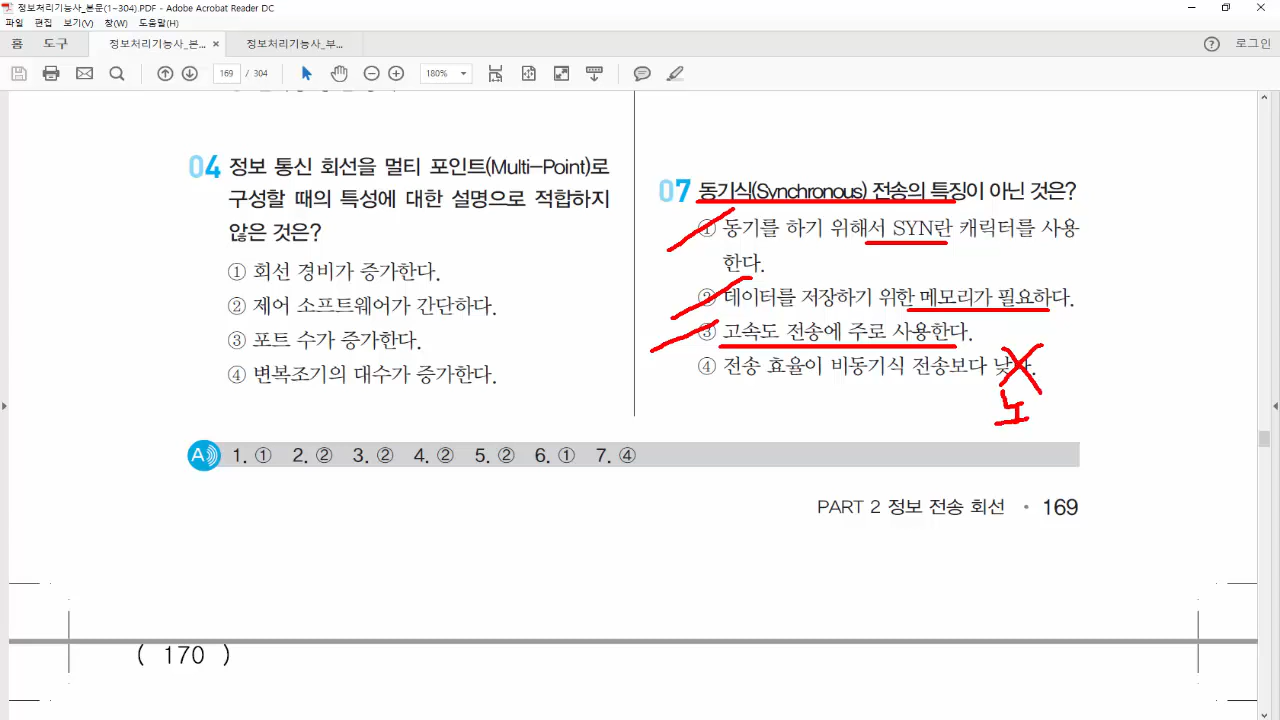 정보처리기능사_본문(1~304).PDF - Adobe Acrobat Reader DC
파일 편집 보기(V) 창(W) 도움말(H)
홈 도구 정보처리기능사_본... × 정보처리기능사_부... 로그인
169 / 304 180%
04 정보 통신 회선을 멀티 포인트(Multi-Point)로
구성할 때의 특성에 대한 설명으로 적합하지
않은 것은?
① 회선 경비가 증가한다.
② 제어 소프트웨어가 간단하다.
③ 포트 수가 증가한다.
④ 변복조기의 대수가 증가한다.
07 동기식(Synchronous) 전송의 특징이 아닌 것은?
① 동기를 하기 위해서 SYN란 캐릭터를 사용
한다.
② 데이터를 저장하기 위한 메모리가 필요하다.
③ 고속도 전송에 주로 사용한다.
④ 전송 효율이 비동기식 전송보다 낮다.
A 1. ① 2. ② 3. ② 4. ② 5. ② 6. ① 7. ④
PART 2 정보 전송 회선 • 169
( 170 )